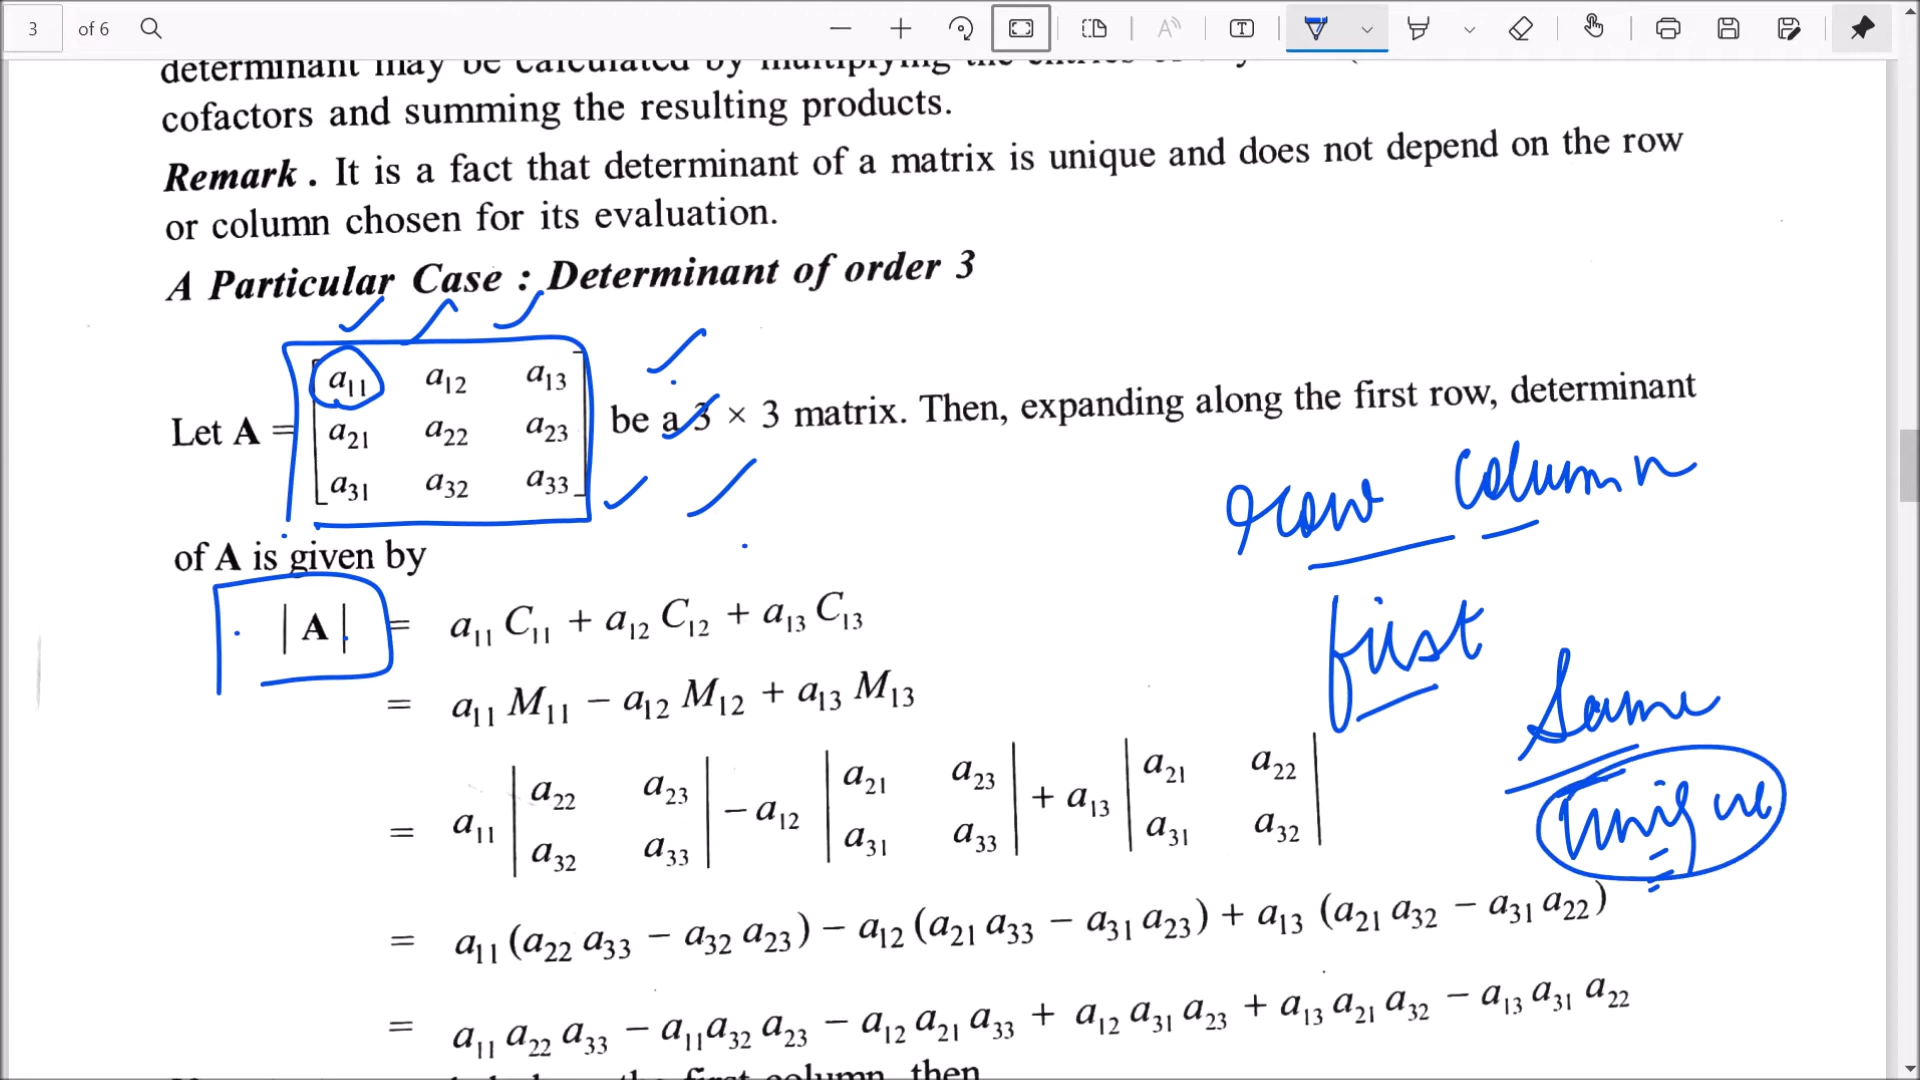 3 of 6
determinant may be calculated by multiplying the entries
cofactors and summing the resulting products.
Remark . It is a fact that determinant of a matrix is unique and does not depend on the row
or column chosen for its evaluation.
A Particular Case : Determinant of order 3
a₁₁ a₁₂ a₁₃
Let A = a₂₁ a₂₂ a₂₃ be a 3 × 3 matrix. Then, expanding along the first row, determinant
a₃₁ a₃₂ a₃₃
row column
of A is given by
| A | = a₁₁ C₁₁ + a₁₂ C₁₂ + a₁₃ C₁₃
first
= a₁₁ M₁₁ − a₁₂ M₁₂ + a₁₃ M₁₃
Same
= a₁₁ | a₂₂ a₂₃ | − a₁₂ | a₂₁ a₂₃ | + a₁₃ | a₂₁ a₂₂ |
| a₃₂ a₃₃ | | a₃₁ a₃₃ | | a₃₁ a₃₂ |
unique
= a₁₁ (a₂₂ a₃₃ − a₃₂ a₂₃) − a₁₂ (a₂₁ a₃₃ − a₃₁ a₂₃) + a₁₃ (a₂₁ a₃₂ − a₃₁ a₂₂)
= a₁₁ a₂₂ a₃₃ − a₁₁ a₃₂ a₂₃ − a₁₂ a₂₁ a₃₃ + a₁₂ a₃₁ a₂₃ + a₁₃ a₂₁ a₃₂ − a₁₃ a₃₁ a₂₂
first column, then